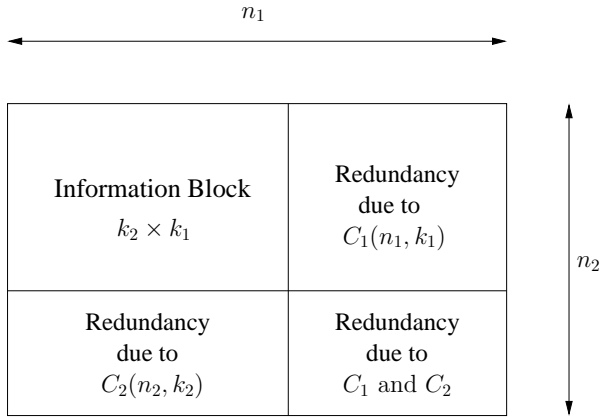 n₁
Information Block
k₂ × k₁
Redundancy
due to
C₁(n₁, k₁)
n₂
Redundancy
due to
C₂(n₂, k₂)
Redundancy
due to
C₁ and C₂